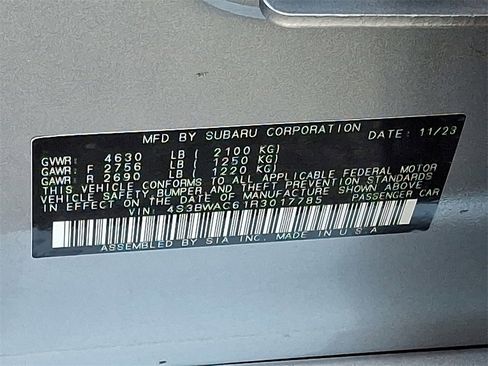 MFD BY SUBARU CORPORATION DATE: 11/23
GVWR: 4630 LB ( 2100 KG)
GAWR: F 2756 LB ( 1250 KG)
GAWR: R 2690 LB ( 1220 KG)
THIS VEHICLE CONFORMS TO ALL APPLICABLE FEDERAL MOTOR
VEHICLE SAFETY, BUMPER, AND THEFT PREVENTION STANDARDS
IN EFFECT ON THE DATE OF MANUFACTURE SHOWN ABOVE
VIN: 4S3BWAC61R3017785 PASSENGER CAR
ASSEMBLED BY SIA INC. MADE IN U.S.A